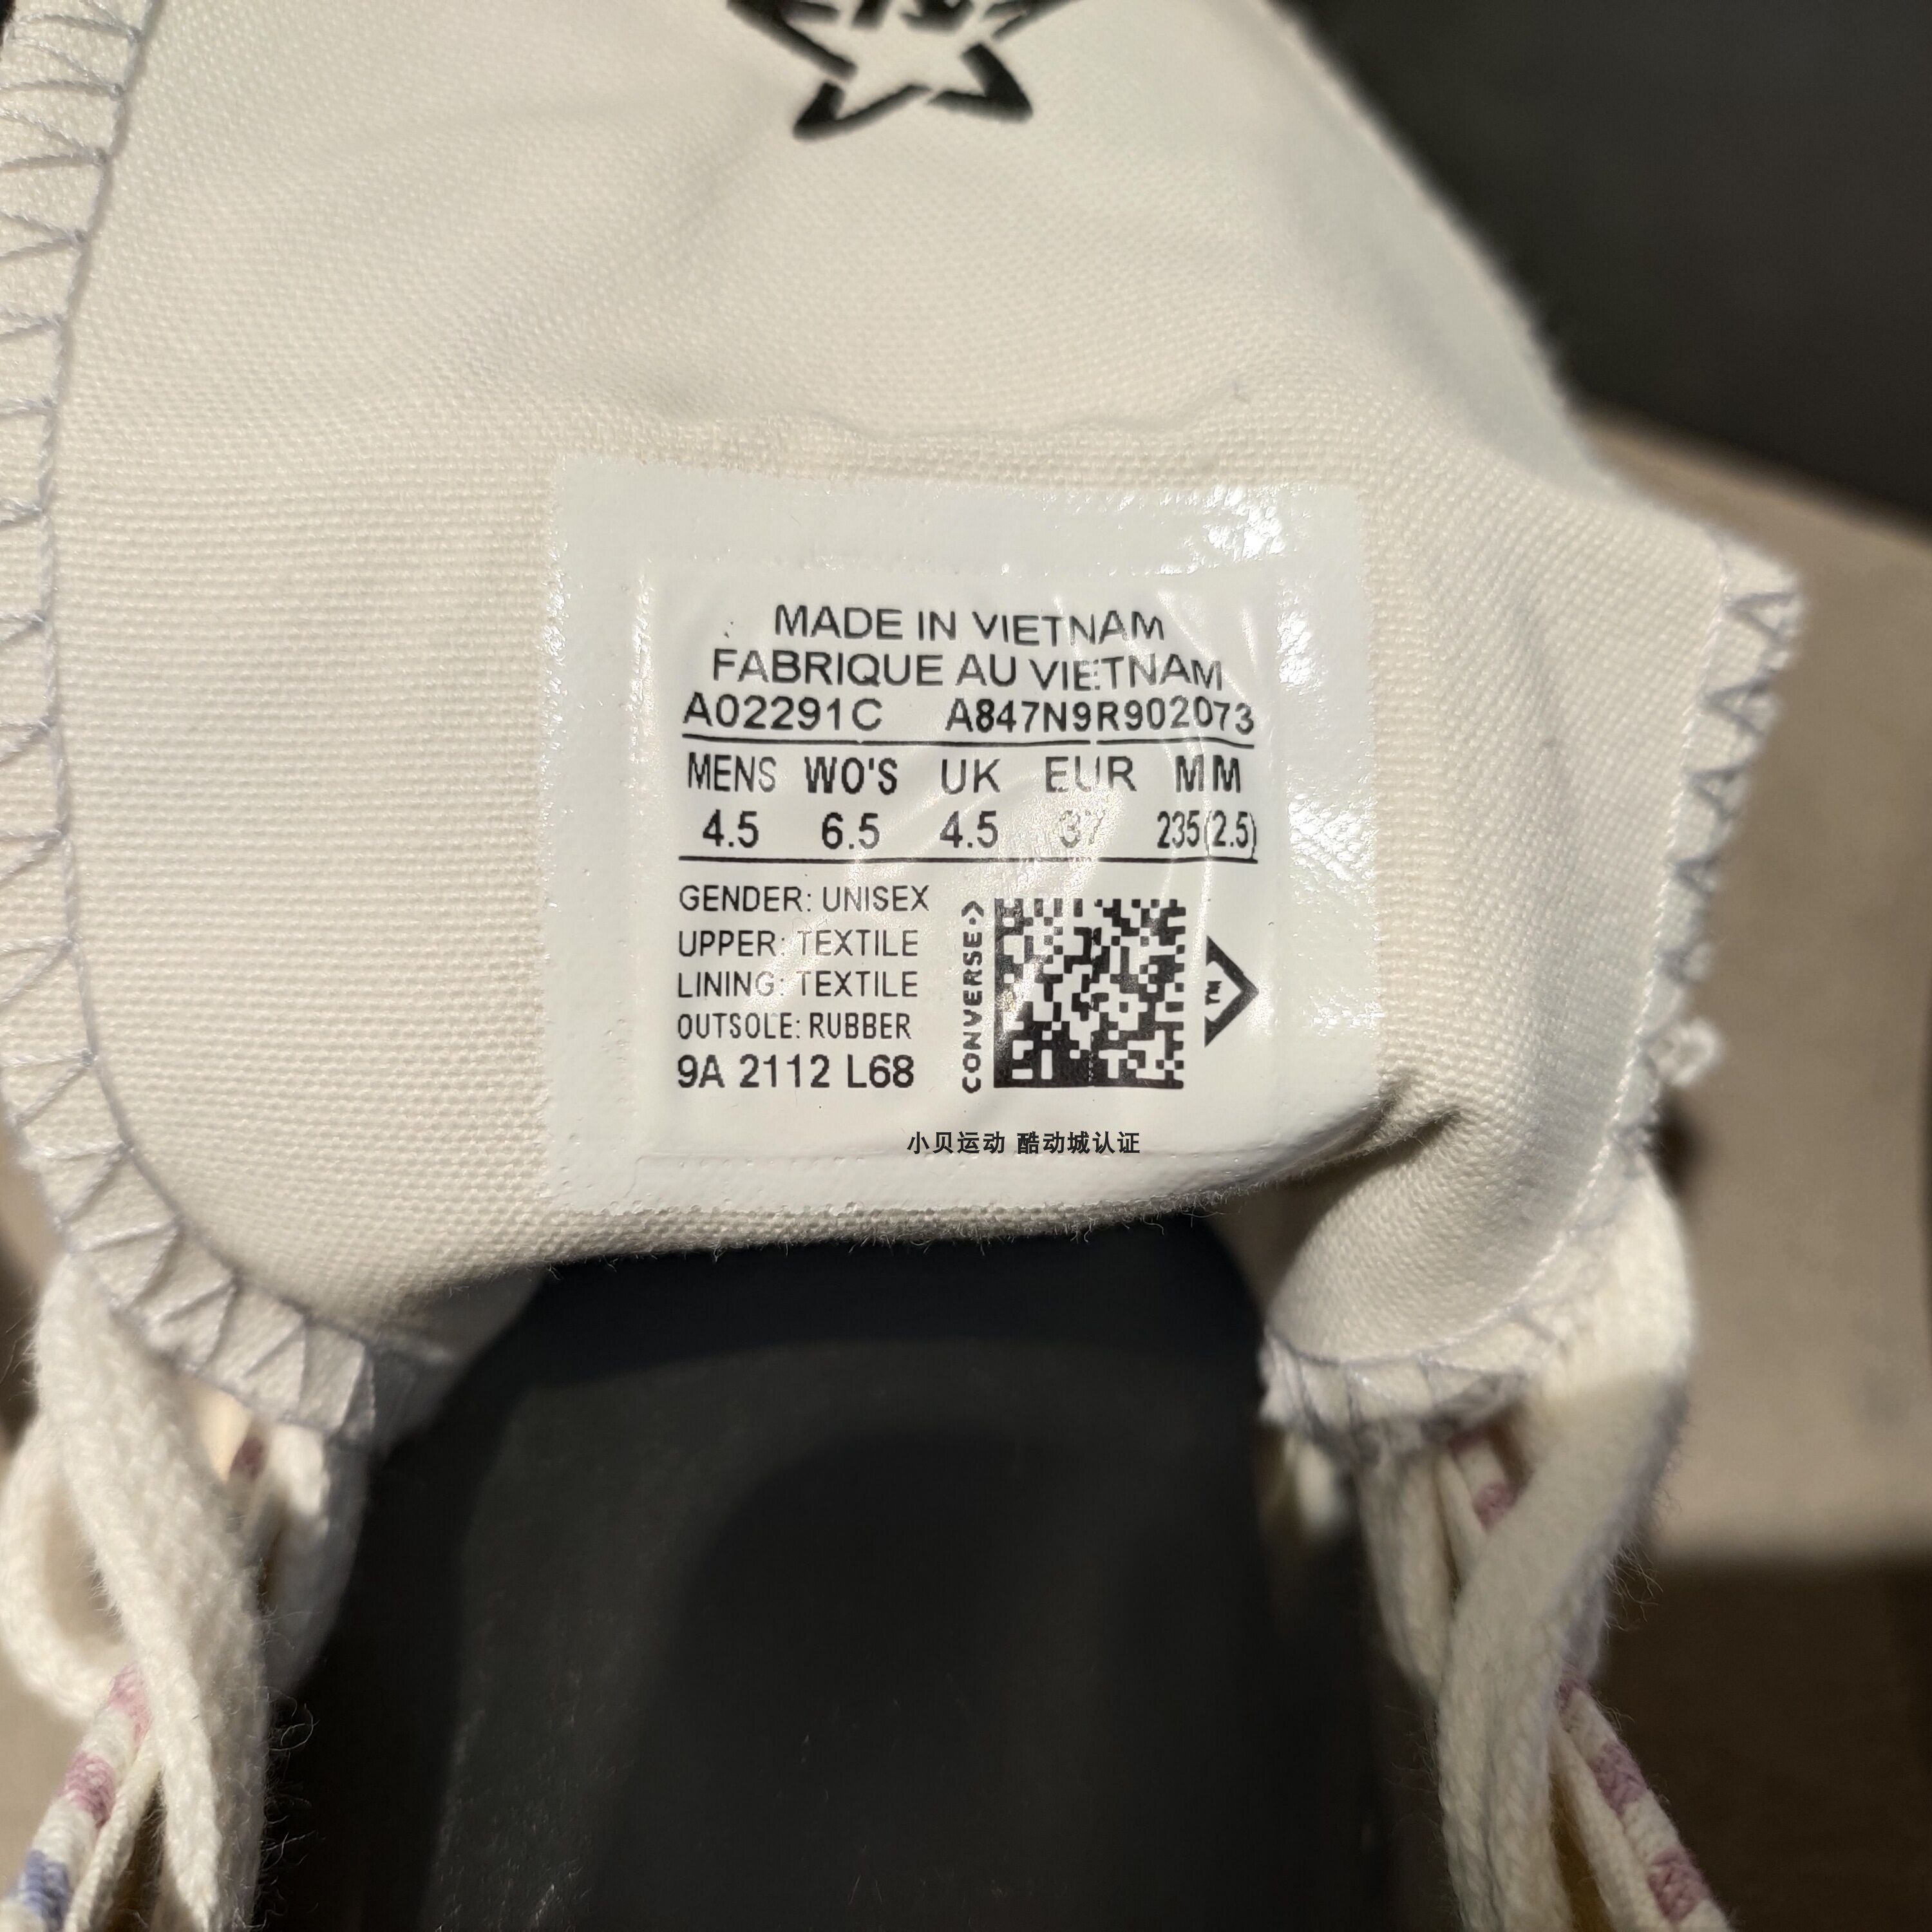 MADE IN VIETNAM
FABRIQUE AU VIETNAM
A02291C A847N9R902073
MENS WO'S UK EUR MM
4.5 6.5 4.5 37 235(2.5)
GENDER: UNISEX
UPPER: TEXTILE
LINING: TEXTILE
OUTSOLE: RUBBER
9A 2112 L68
CONVERSE
TM
小贝运动 酷动城认证